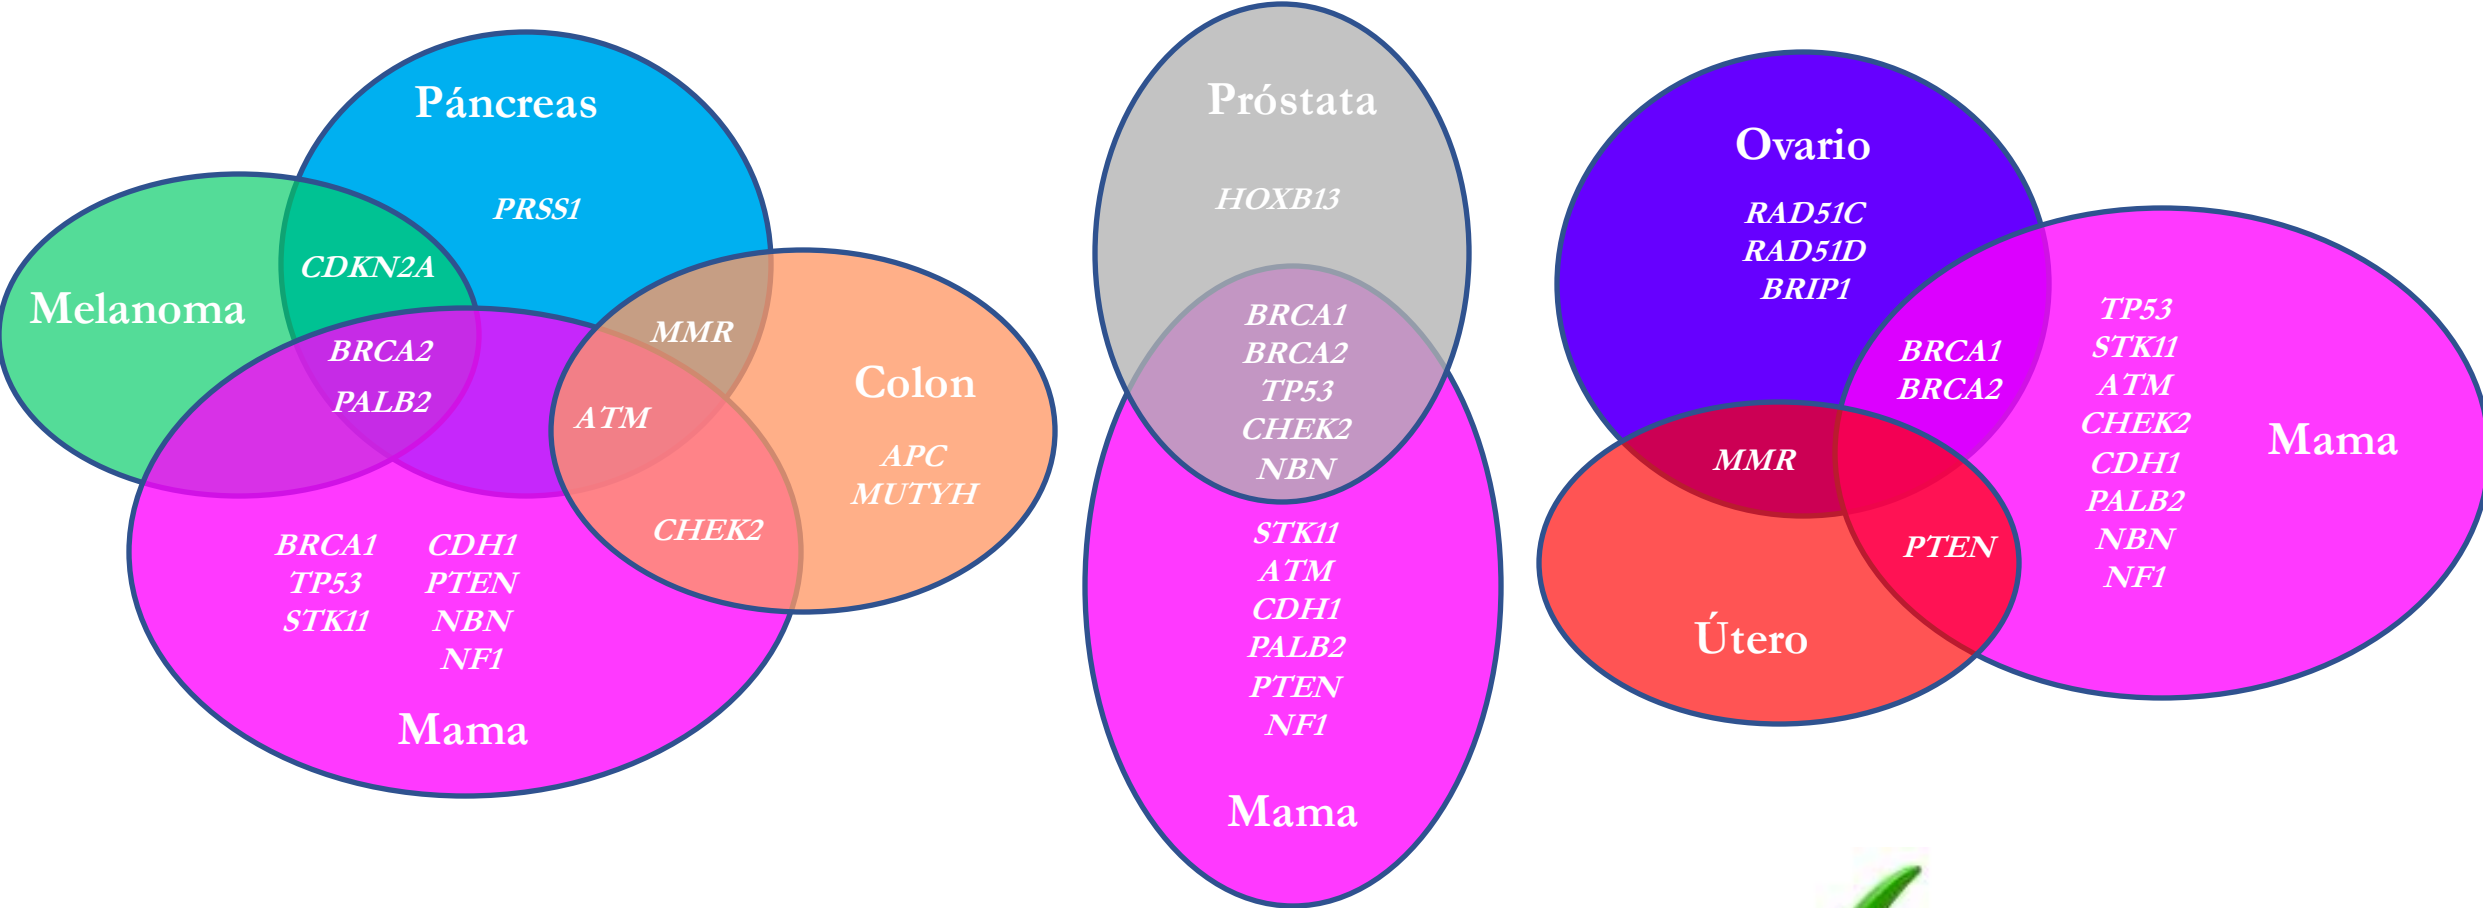 Páncreas
PRSS1
CDKN2A
Melanoma
BRCA2
PALB2
MMR
ATM
Colon
APC
MUTYH
CHEK2
BRCA1
TP53
STK11
CDH1
PTEN
NBN
NF1
Mama
Próstata
HOXB13
BRCA1
BRCA2
TP53
CHEK2
NBN
STK11
ATM
CDH1
PALB2
PTEN
NF1
Mama
Ovario
RAD51C
RAD51D
BRIP1
BRCA1
BRCA2
MMR
PTEN
Útero
TP53
STK11
ATM
CHEK2
CDH1
PALB2
NBN
NF1
Mama